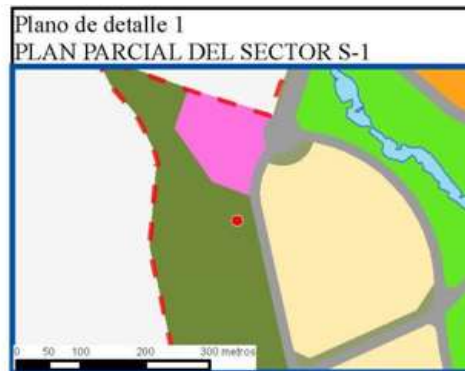 Plano de detalle 1
PLAN PARCIAL DEL SECTOR S-1
0 50 100 200 300 metros